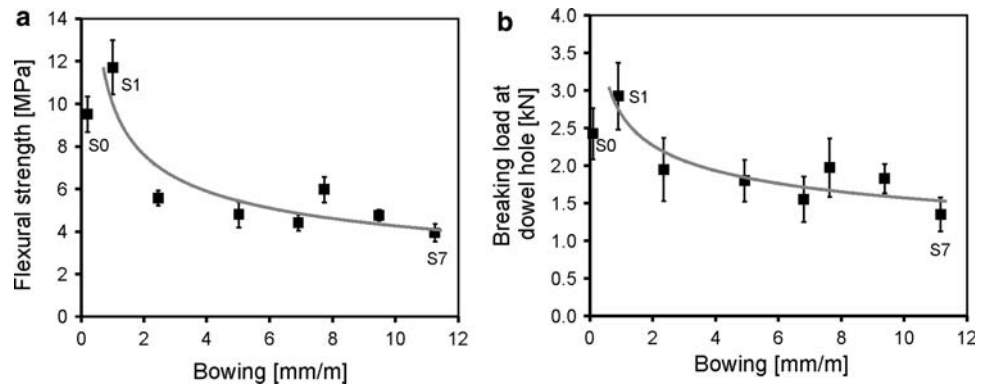 a
Flexural strength [MPa]
14
12
10
8
6
4
2
0
S1
S0
S7
0 2 4 6 8 10 12
Bowing [mm/m]
b
Breaking load at
dowel hole [kN]
4.0
3.5
3.0
2.5
2.0
1.5
1.0
0.5
0.0
S1
S0
S7
0 2 4 6 8 10 12
Bowing [mm/m]